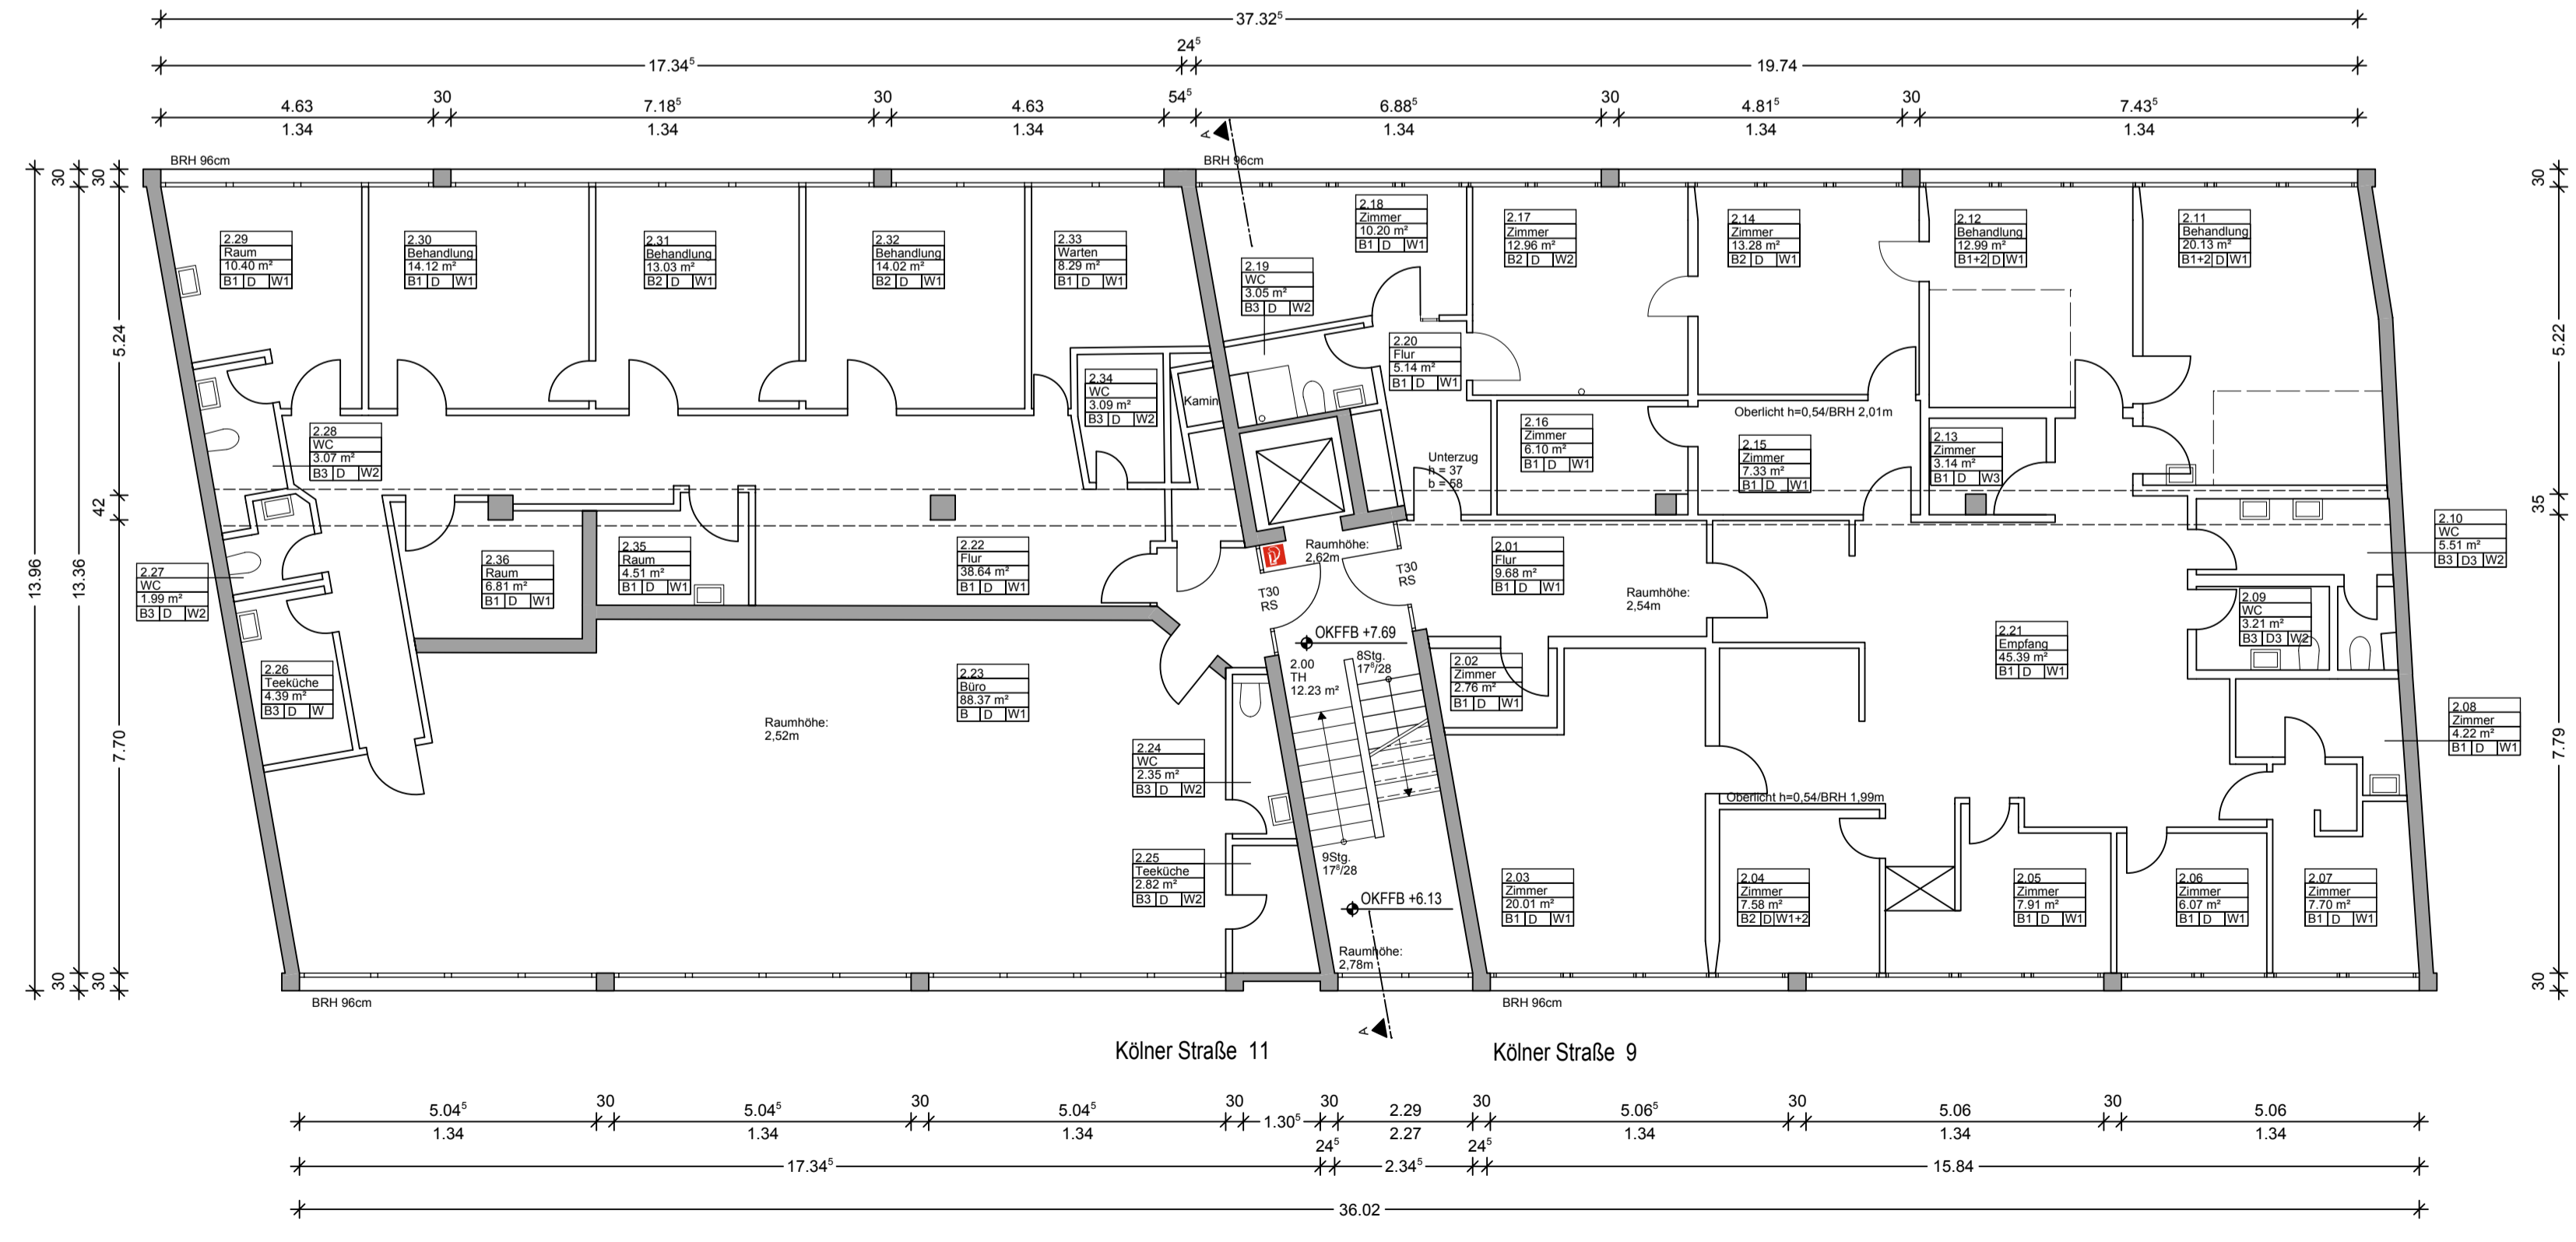 37.32⁵
24⁵
17.34⁵
19.74
4.63
30
7.18⁵
30
4.63
54⁵
6.88⁵
30
4.81⁵
30
7.43⁵
1.34
1.34
1.34
1.34
1.34
1.34
A
BRH 96cm
BRH 96cm
30
30
30
13.96
13.36
5.24
42
7.70
30
30
30
30
5.22
35
7.79
30
2.29
Raum
10.40 m²
B1 D W1
2.30
Behandlung
14.12 m²
B1 D W1
2.31
Behandlung
13.03 m²
B2 D W1
2.32
Behandlung
14.02 m²
B2 D W1
2.33
Warten
8.29 m²
B1 D W1
2.18
Zimmer
10.20 m²
B1 D W1
2.17
Zimmer
12.96 m²
B2 D W2
2.14
Zimmer
13.28 m²
B2 D W1
2.12
Behandlung
12.99 m²
B1+2 D W1
2.11
Behandlung
20.13 m²
B1+2 D W1
2.19
WC
3.05 m²
B3 D W2
2.20
Flur
5.14 m²
B1 D W1
2.34
WC
3.09 m²
B3 D W2
Kamin
2.28
WC
3.07 m²
B3 D W2
Oberlicht h=0,54/BRH 2,01m
Unterzug
h = 37
b = 58
2.16
Zimmer
6.10 m²
B1 D W1
2.15
Zimmer
7.33 m²
B1 D W1
2.13
Zimmer
3.14 m²
B1 D W3
2.10
WC
5.51 m²
B3 D3 W2
2.27
WC
1.99 m²
B3 D W2
2.36
Raum
6.81 m²
B1 D W1
2.35
Raum
4.51 m²
B1 D W1
2.22
Flur
38.64 m²
B1 D W1
Raumhöhe:
2,62m
T30
RS
T30
RS
2.01
Flur
9.68 m²
B1 D W1
Raumhöhe:
2,54m
2.09
WC
3.21 m²
B3 D3 W2
2.21
Empfang
45.39 m²
B1 D W1
OKFFB +7.69
2.26
Teeküche
4.39 m²
B3 D W
2.23
Büro
88.37 m²
B D W1
Raumhöhe:
2,52m
2.00
TH
12.23 m²
8Stg.
17⁸/28
2.02
Zimmer
2.76 m²
B1 D W1
2.08
Zimmer
4.22 m²
B1 D W1
2.24
WC
2.35 m²
B3 D W2
Oberlicht h=0,54/BRH 1,99m
2.25
Teeküche
2.82 m²
B3 D W2
9Stg.
17⁸/28
OKFFB +6.13
2.03
Zimmer
20.01 m²
B1 D W1
2.04
Zimmer
7.58 m²
B2 D W1+2
2.05
Zimmer
7.91 m²
B1 D W1
2.06
Zimmer
6.07 m²
B1 D W1
2.07
Zimmer
7.70 m²
B1 D W1
Raumhöhe:
2,78m
BRH 96cm
BRH 96cm
A
Kölner Straße 11
Kölner Straße 9
5.04⁵
30
5.04⁵
30
5.04⁵
30
1.30⁵
30
2.29
30
5.06⁵
30
5.06
30
5.06
1.34
1.34
1.34
2.27
1.34
1.34
1.34
24⁵
24⁵
17.34⁵
2.34⁵
15.84
36.02